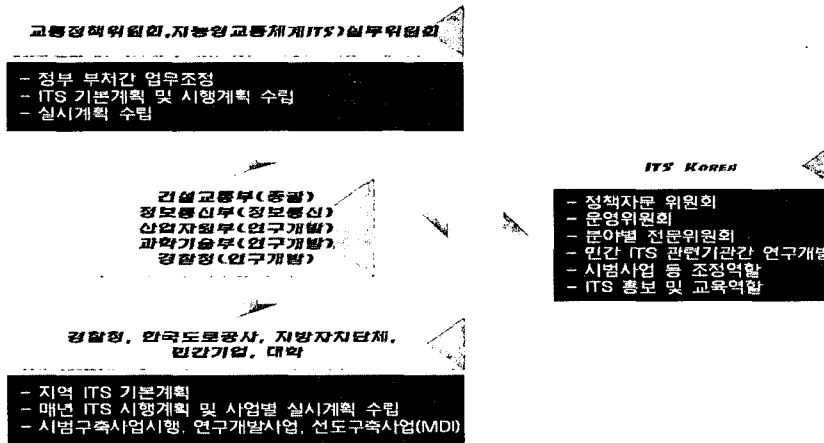 교통정책위원회,지능형교통체계ITS)실무위원회
- 정부 부처간 업무조정
- ITS 기본계획 및 시행계획 수립
- 실시계획 수립
건설교통부(총괄)
정보통신부(정보통신)
산업자원부(연구개발)
과학기술부(연구개발)
경찰청(연구개발)
경찰청, 한국도로공사, 지방자치단체,
민간기업, 대학
- 지역 ITS 기본계획
- 매년 ITS 시행계획 및 사업별 실시계획 수립
- 시범구축사업시행, 연구개발사업, 선도구축사업(MDI)
ITS KOREA
- 정책자문 위원회
- 운영위원회
- 분야별 전문위원회
- 민간 ITS 관련기관간 연구개발
- 시범사업 등 조정역할
- ITS 홍보 및 교육역할